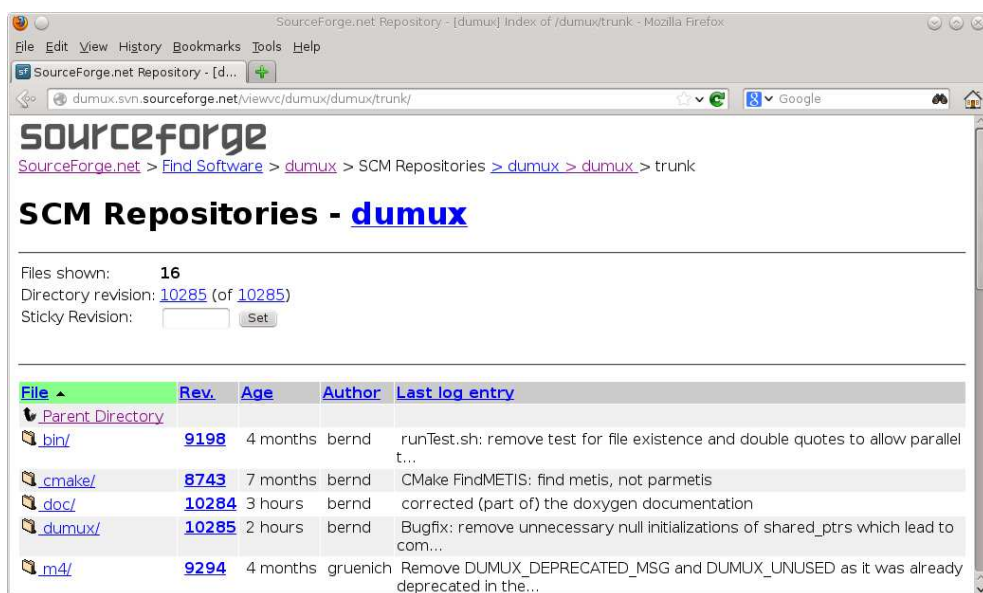 SourceForge.net Repository - [dumux] Index of /dumux/trunk - Mozilla Firefox
File Edit View History Bookmarks Tools Help
sf SourceForge.net Repository - [d...
dumux.svn.sourceforge.net/viewvc/dumux/dumux/trunk/ Google
sourceforge
SourceForge.net > Find Software > dumux > SCM Repositories > dumux > dumux > trunk
SCM Repositories - dumux
Files shown: 16
Directory revision: 10285 (of 10285)
Sticky Revision: Set
File Rev. Age Author Last log entry
Parent Directory
bin/ 9198 4 months bernd runTest.sh: remove test for file existence and double quotes to allow parallel
t...
cmake/ 8743 7 months bernd CMake FindMETIS: find metis, not parmetis
doc/ 10284 3 hours bernd corrected (part of) the doxygen documentation
dumux/ 10285 2 hours bernd Bugfix: remove unnecessary null initializations of shared_ptrs which lead to
com...
m4/ 9294 4 months gruenich Remove DUMUX_DEPRECATED_MSG and DUMUX_UNUSED as it was already
deprecated in the...